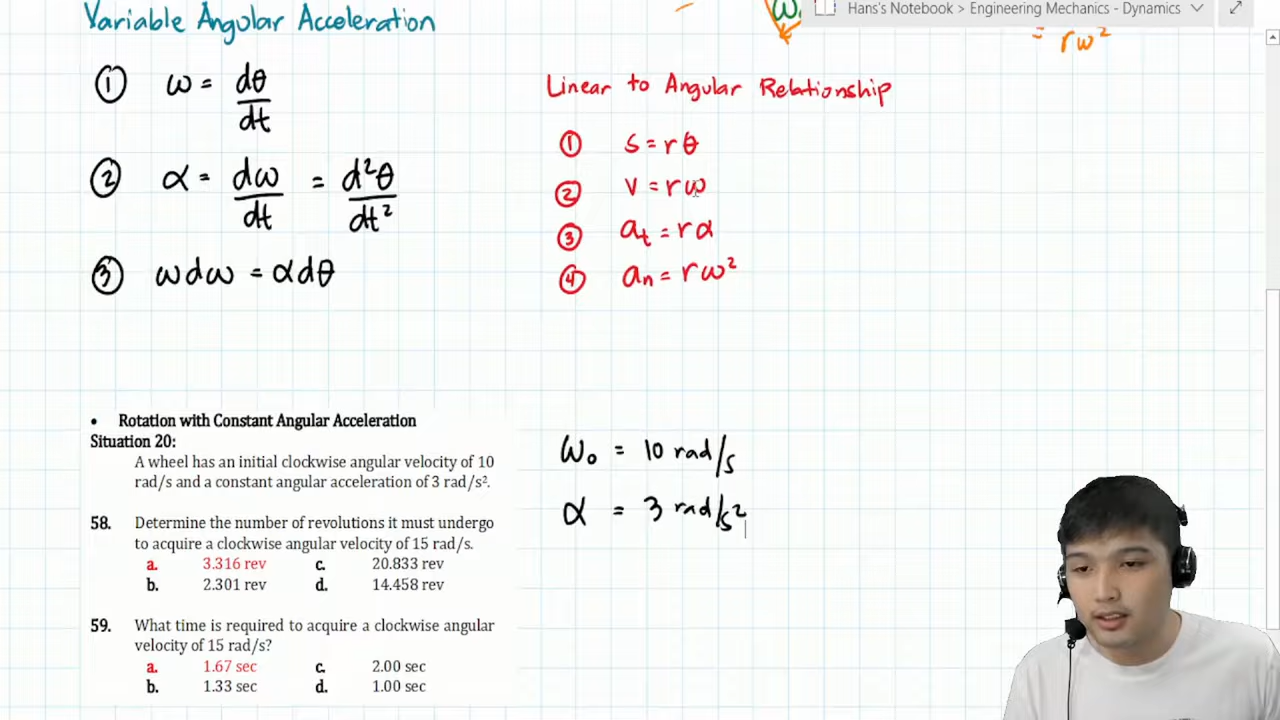 Variable Angular Acceleration
Hans's Notebook > Engineering Mechanics - Dynamics
ω
= rω²
① ω = dθ/dt
② α = dω/dt = d²θ/dt²
③ ωdω = αdθ
Linear to Angular Relationship
① s = rθ
② v = rω
③ aₜ = rα
④ aₙ = rω²
• Rotation with Constant Angular Acceleration
Situation 20:
A wheel has an initial clockwise angular velocity of 10
rad/s and a constant angular acceleration of 3 rad/s².
58. Determine the number of revolutions it must undergo
to acquire a clockwise angular velocity of 15 rad/s.
a. 3.316 rev c. 20.833 rev
b. 2.301 rev d. 14.458 rev
59. What time is required to acquire a clockwise angular
velocity of 15 rad/s?
a. 1.67 sec c. 2.00 sec
b. 1.33 sec d. 1.00 sec
ω₀ = 10 rad/s
α = 3 rad/s²